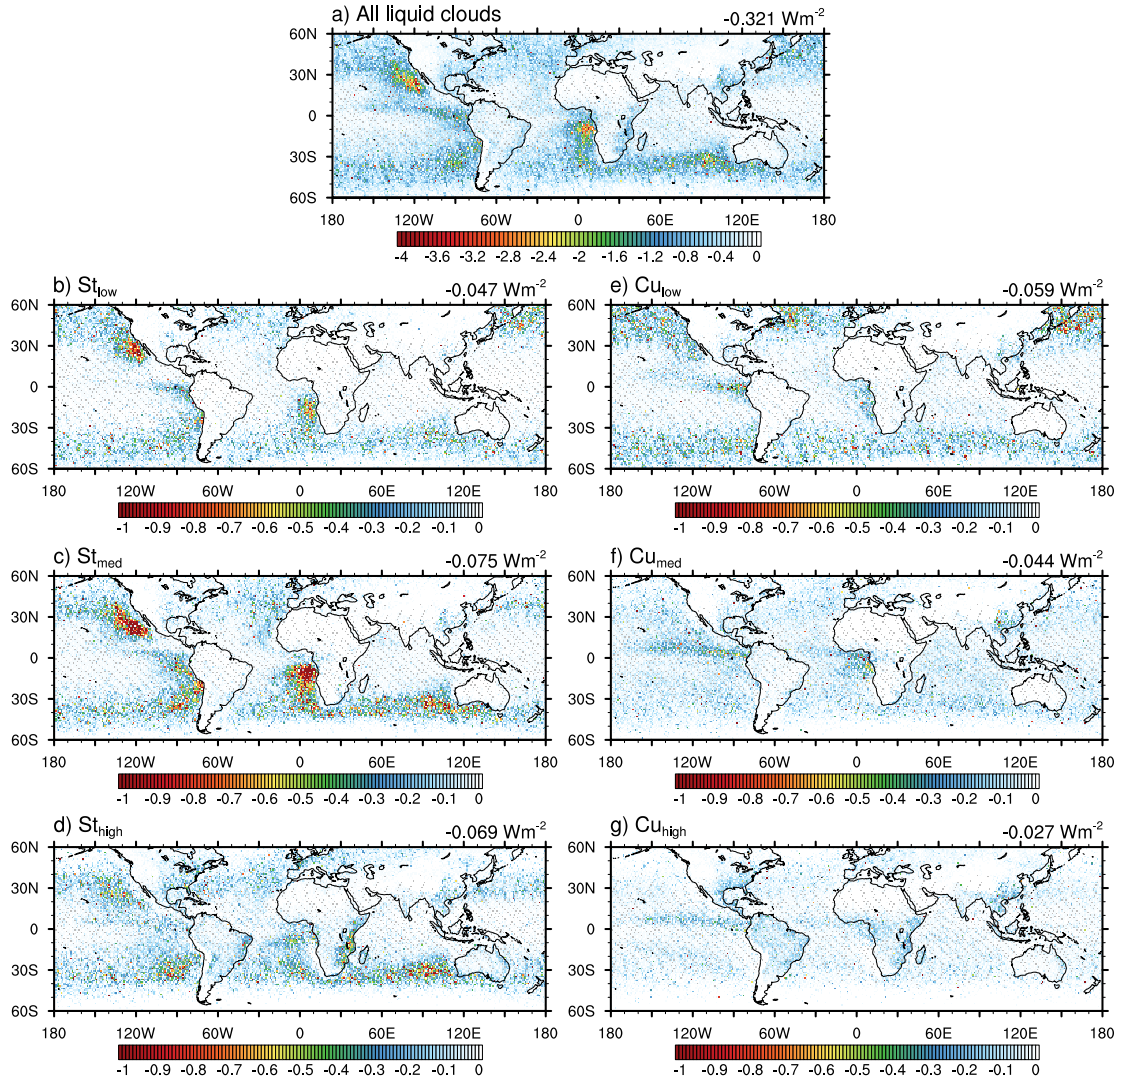 a) All liquid clouds -0.321 Wm-2
60N
30N
0
30S
60S
180 120W 60W 0 60E 120E 180
-4 -3.6 -3.2 -2.8 -2.4 -2 -1.6 -1.2 -0.8 -0.4 0
b) Stlow -0.047 Wm-2
60N
30N
0
30S
60S
180 120W 60W 0 60E 120E 180
-1 -0.9 -0.8 -0.7 -0.6 -0.5 -0.4 -0.3 -0.2 -0.1 0
e) Culow -0.059 Wm-2
60N
30N
0
30S
60S
180 120W 60W 0 60E 120E 180
-1 -0.9 -0.8 -0.7 -0.6 -0.5 -0.4 -0.3 -0.2 -0.1 0
c) Stmed -0.075 Wm-2
60N
30N
0
30S
60S
180 120W 60W 0 60E 120E 180
-1 -0.9 -0.8 -0.7 -0.6 -0.5 -0.4 -0.3 -0.2 -0.1 0
f) Cumed -0.044 Wm-2
60N
30N
0
30S
60S
180 120W 60W 0 60E 120E 180
-1 -0.9 -0.8 -0.7 -0.6 -0.5 -0.4 -0.3 -0.2 -0.1 0
d) Sthigh -0.069 Wm-2
60N
30N
0
30S
60S
180 120W 60W 0 60E 120E 180
-1 -0.9 -0.8 -0.7 -0.6 -0.5 -0.4 -0.3 -0.2 -0.1 0
g) Cuhigh -0.027 Wm-2
60N
30N
0
30S
60S
180 120W 60W 0 60E 120E 180
-1 -0.9 -0.8 -0.7 -0.6 -0.5 -0.4 -0.3 -0.2 -0.1 0